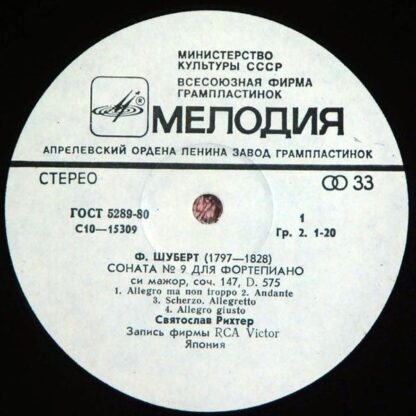 МИНИСТЕРСТВО
КУЛЬТУРЫ СССР
ВСЕСОЮЗНАЯ ФИРМА
ГРАМПЛАСТИНОК
® МЕЛОДИЯ
АПРЕЛЕВСКИЙ ОРДЕНА ЛЕНИНА ЗАВОД ГРАМПЛАСТИНОК
СТЕРЕО 33
ГОСТ 5289-80 1
С10—15309 Гр. 2. 1-20
Ф. ШУБЕРТ (1797—1828)
СОНАТА № 9 ДЛЯ ФОРТЕПИАНО
си мажор, соч. 147, D. 575
1. Allegro ma non troppo 2. Andante
3. Scherzo. Allegretto
4. Allegro giusto
Святослав Рихтер
Запись фирмы RCA Victor
Япония